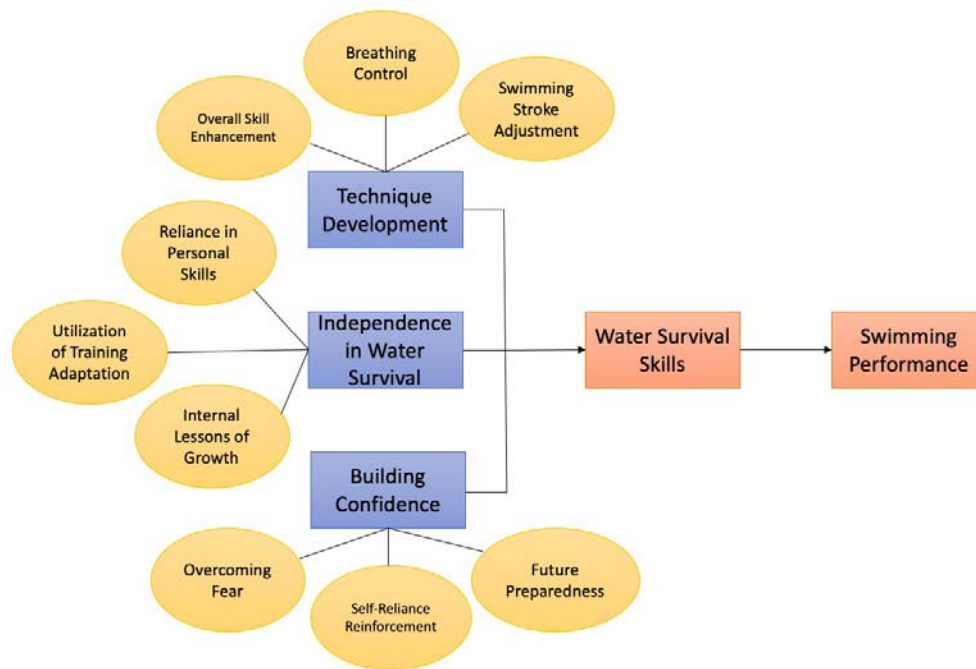 Breathing
Control
Swimming
Stroke
Adjustment
Overall Skill
Enhancement
Technique
Development
Reliance in
Personal
Skills
Utilization
of Training
Adaptation
Independence
in Water
Survival
Water Survival
Skills
Swimming
Performance
Internal
Lessons of
Growth
Building
Confidence
Overcoming
Fear
Self-Reliance
Reinforcement
Future
Preparedness